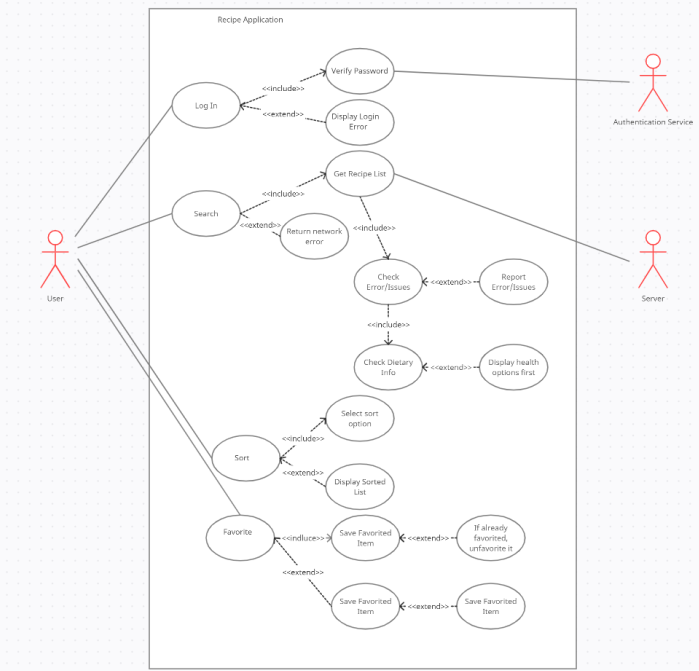 Recipe Application
Verify Password
<<include>>
Log In
<<extend>>
Display Login
Error
Authentication Service
Get Recipe List
<<include>>
Search
<<extend>>
Return network
error
<<include>>
User
Check
Error/Issues
<<extend>>
Report
Error/Issues
Server
<<include>>
Check Dietary
Info
<<extend>>
Display health
options first
Select sort
option
<<include>>
Sort
<<extend>>
Display Sorted
List
Favorite
<<indluce>>
Save Favorited
Item
<<extend>>
If already
favorited,
unfavorite it
<<extend>>
Save Favorited
Item
<<extend>>
Save Favorited
Item